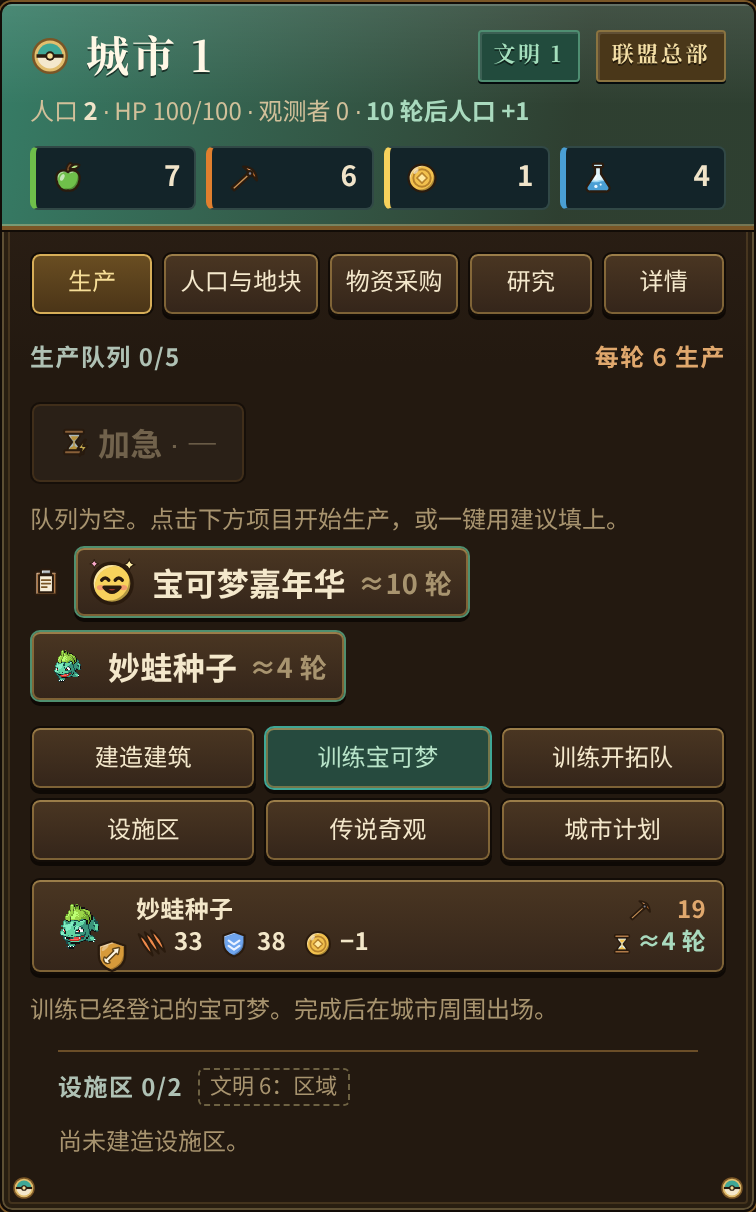 城市 1 文明 1 联盟总部
人口 2 · HP 100/100 · 观测者 0 · 10 轮后人口 +1
7 6 1 4
生产 人口与地块 物资采购 研究 详情
生产队列 0/5 每轮 6 生产
加急 · —
队列为空。点击下方项目开始生产，或一键用建议填上。
宝可梦嘉年华 ≈10 轮
妙蛙种子 ≈4 轮
建造建筑 训练宝可梦 训练开拓队
设施区 传说奇观 城市计划
妙蛙种子 19
33 38 −1 ≈4 轮
训练已经登记的宝可梦。完成后在城市周围出场。
设施区 0/2 文明 6：区域
尚未建造设施区。